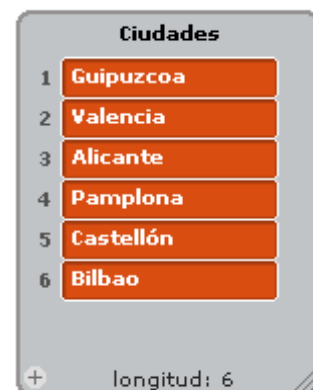 Ciudades
1 Guipuzcoa
2 Valencia
3 Alicante
4 Pamplona
5 Castellón
6 Bilbao
+ longitud: 6